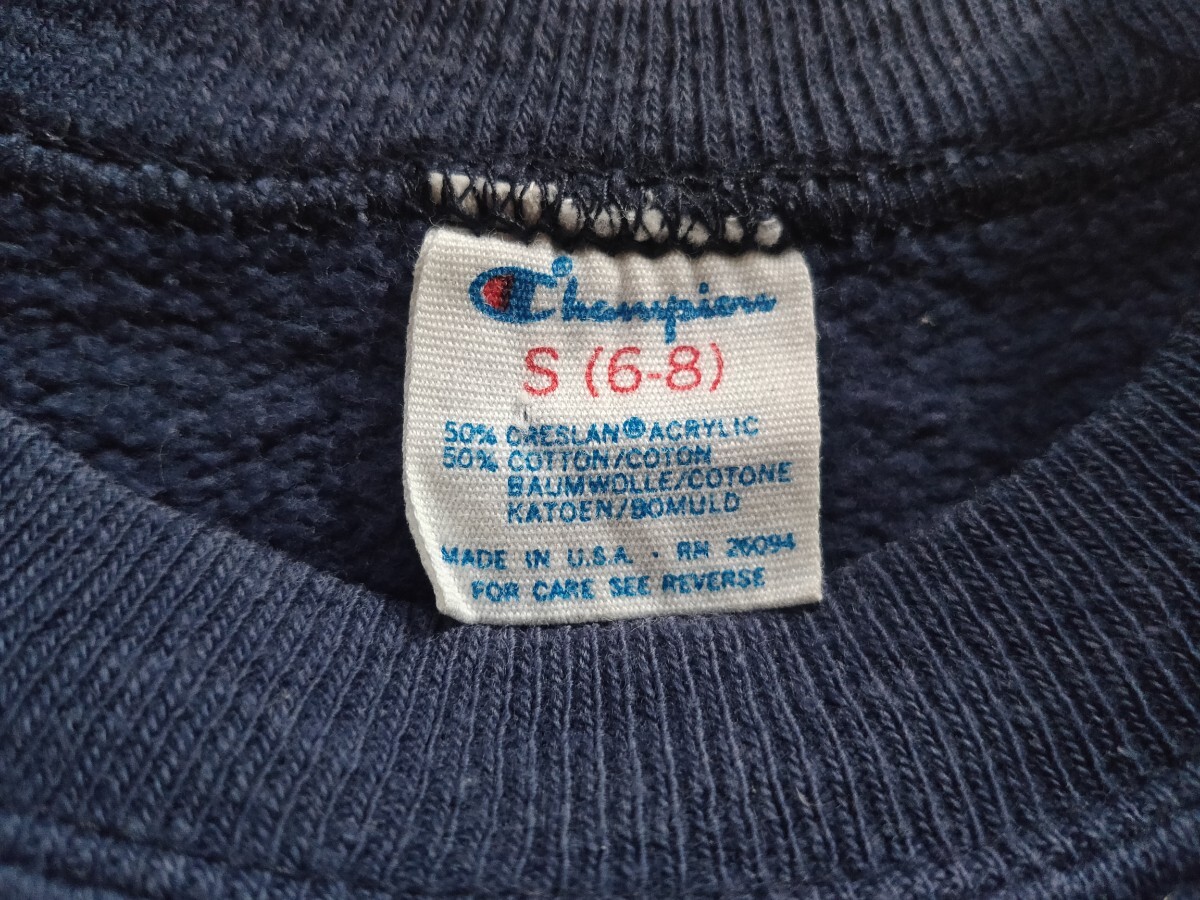 Champion
S (6-8)
50% CRESLAN® ACRYLIC
50% COTTON/COTON
BAUMWOLLE/COTONE
KATOEN/BOMULD
MADE IN U.S.A. · RN 26094
FOR CARE SEE REVERSE